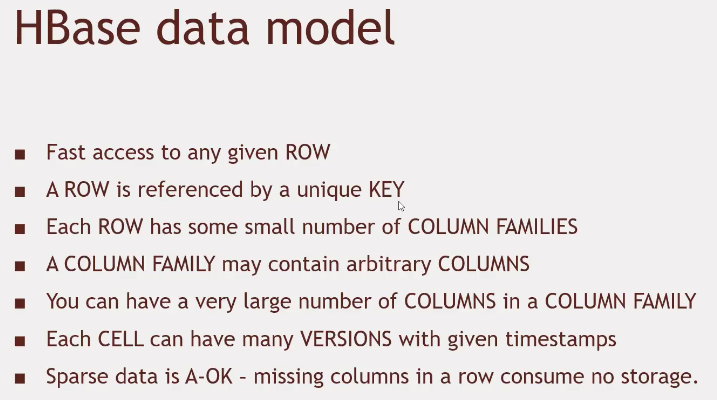 HBase data model
■ Fast access to any given ROW
■ A ROW is referenced by a unique KEY
■ Each ROW has some small number of COLUMN FAMILIES
■ A COLUMN FAMILY may contain arbitrary COLUMNS
■ You can have a very large number of COLUMNS in a COLUMN FAMILY
■ Each CELL can have many VERSIONS with given timestamps
■ Sparse data is A-OK – missing columns in a row consume no storage.